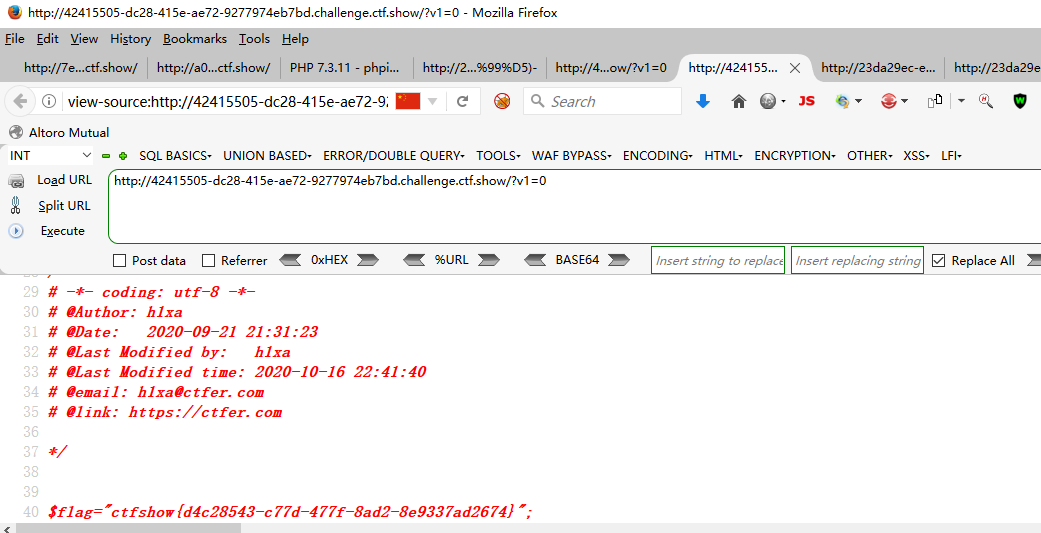 http://42415505-dc28-415e-ae72-9277974eb7bd.challenge.ctf.show/?v1=0 - Mozilla Firefox
File Edit View History Bookmarks Tools Help
http://7e...ctf.show/ http://a0...ctf.show/ PHP 7.3.11 - phpi... http://2...%99%D5)- http://4...ow/?v1=0 http://424155... http://23da29ec-e... http://23da29e
view-source:http://42415505-dc28-415e-ae72-92 Search JS
Altoro Mutual
INT SQL BASICS UNION BASED ERROR/DOUBLE QUERY TOOLS WAF BYPASS ENCODING HTML ENCRYPTION OTHER XSS LFI
Load URL http://42415505-dc28-415e-ae72-9277974eb7bd.challenge.ctf.show/?v1=0
Split URL
Execute
Post data Referrer 0xHEX %URL BASE64 Insert string to replace Insert replacing string Replace All
29 # -*- coding: utf-8 -*-
30 # @Author: h1xa
31 # @Date:   2020-09-21 21:31:23
32 # @Last Modified by:   h1xa
33 # @Last Modified time: 2020-10-16 22:41:40
34 # @email: h1xa@ctfer.com
35 # @link: https://ctfer.com
36
37 */
38
39
40 $flag="ctfshow{d4c28543-c77d-477f-8ad2-8e9337ad2674}";